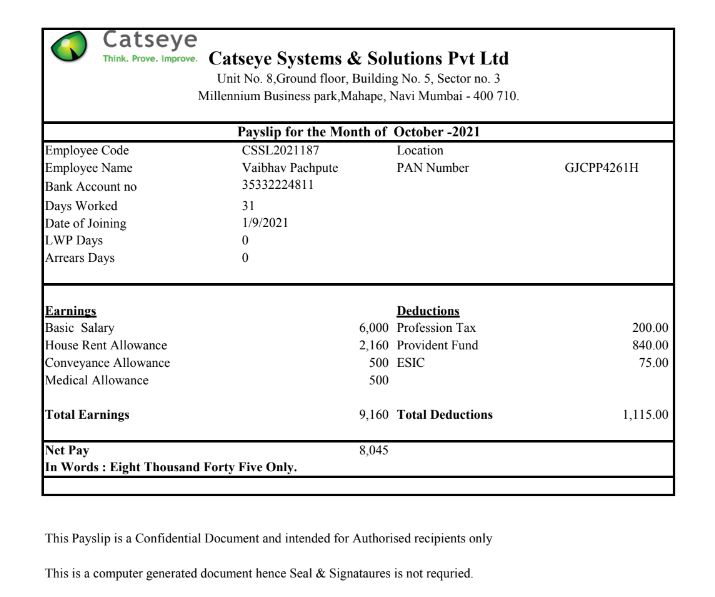 Catseye
Think. Prove. Improve.
Catseye Systems & Solutions Pvt Ltd
Unit No. 8,Ground floor, Building No. 5, Sector no. 3
Millennium Business park,Mahape, Navi Mumbai - 400 710.
Payslip for the Month of October -2021
Employee Code CSSL2021187 Location
Employee Name Vaibhav Pachpute PAN Number GJCPP4261H
Bank Account no 35332224811
Days Worked 31
Date of Joining 1/9/2021
LWP Days 0
Arrears Days 0
Earnings Deductions
Basic Salary 6,000 Profession Tax 200.00
House Rent Allowance 2,160 Provident Fund 840.00
Conveyance Allowance 500 ESIC 75.00
Medical Allowance 500
Total Earnings 9,160 Total Deductions 1,115.00
Net Pay 8,045
In Words : Eight Thousand Forty Five Only.
This Payslip is a Confidential Document and intended for Authorised recipients only
This is a computer generated document hence Seal & Signataures is not requried.